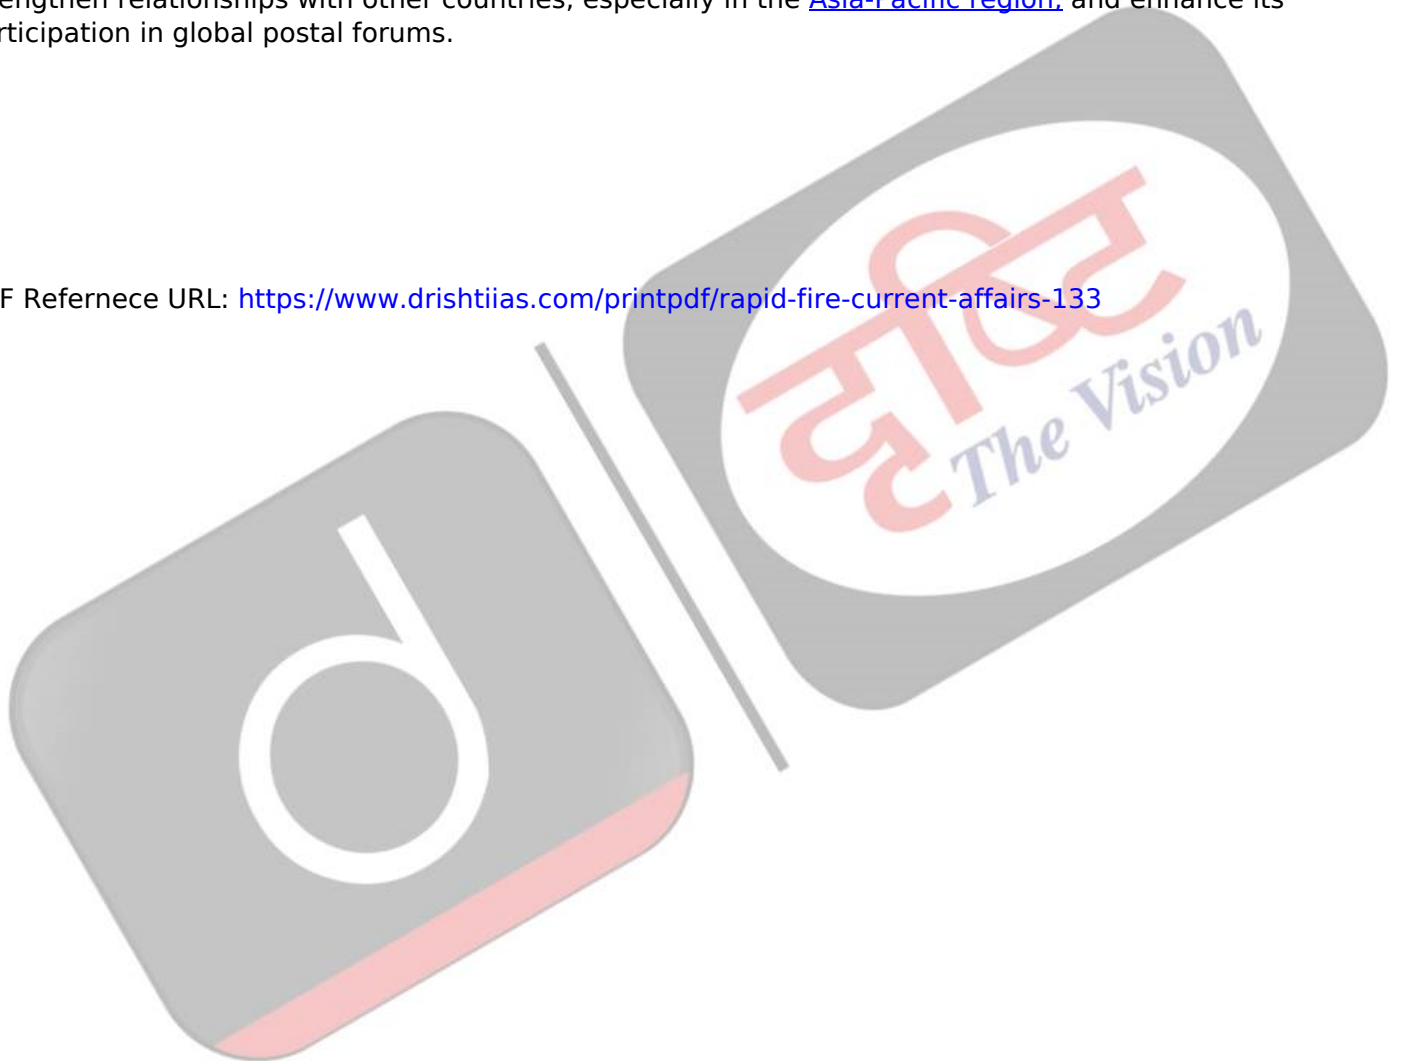 engthen relationships with other countries, especially in the Asia-Pacific region, and enhance its
rticipation in global postal forums.
F Refernece URL: https://www.drishtiias.com/printpdf/rapid-fire-current-affairs-133
दृष्टि
The Vision
d